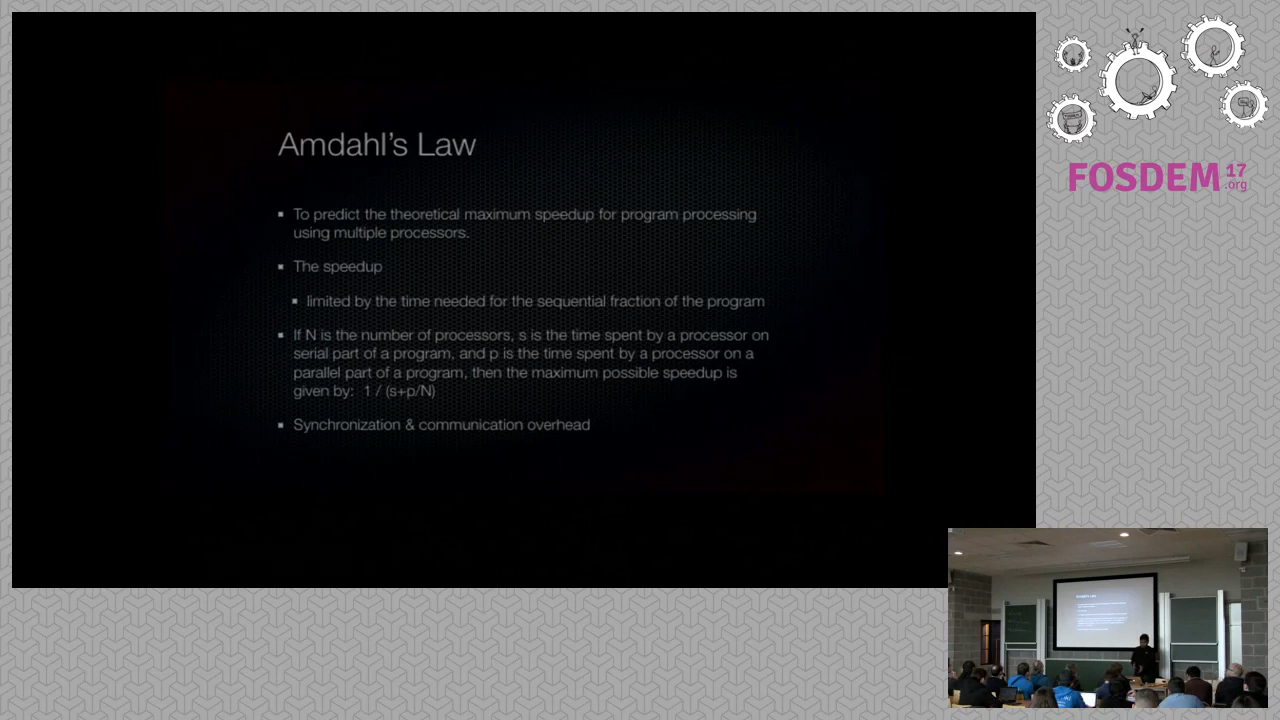 Amdahl's Law
▪ To predict the theoretical maximum speedup for program processing
using multiple processors.
▪ The speedup
▪ limited by the time needed for the sequential fraction of the program
▪ If N is the number of processors, s is the time spent by a processor on
serial part of a program, and p is the time spent by a processor on a
parallel part of a program, then the maximum possible speedup is
given by: 1 / (s+p/N)
▪ Synchronization & communication overhead
FOSDEM 17
.org
Amdahl's Law